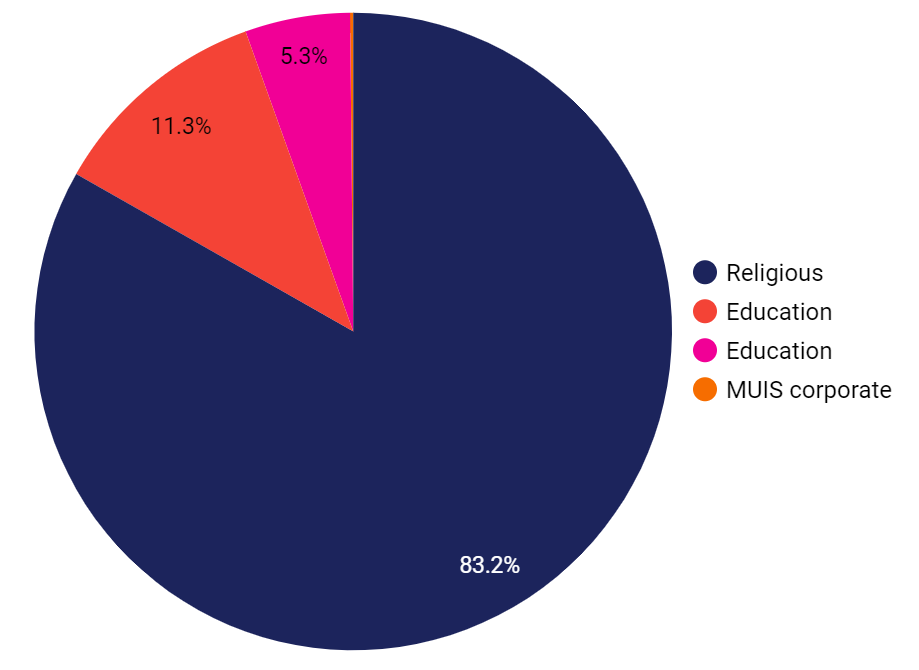 5.3%
11.3%
Religious
Education
Education
MUIS corporate
83.2%